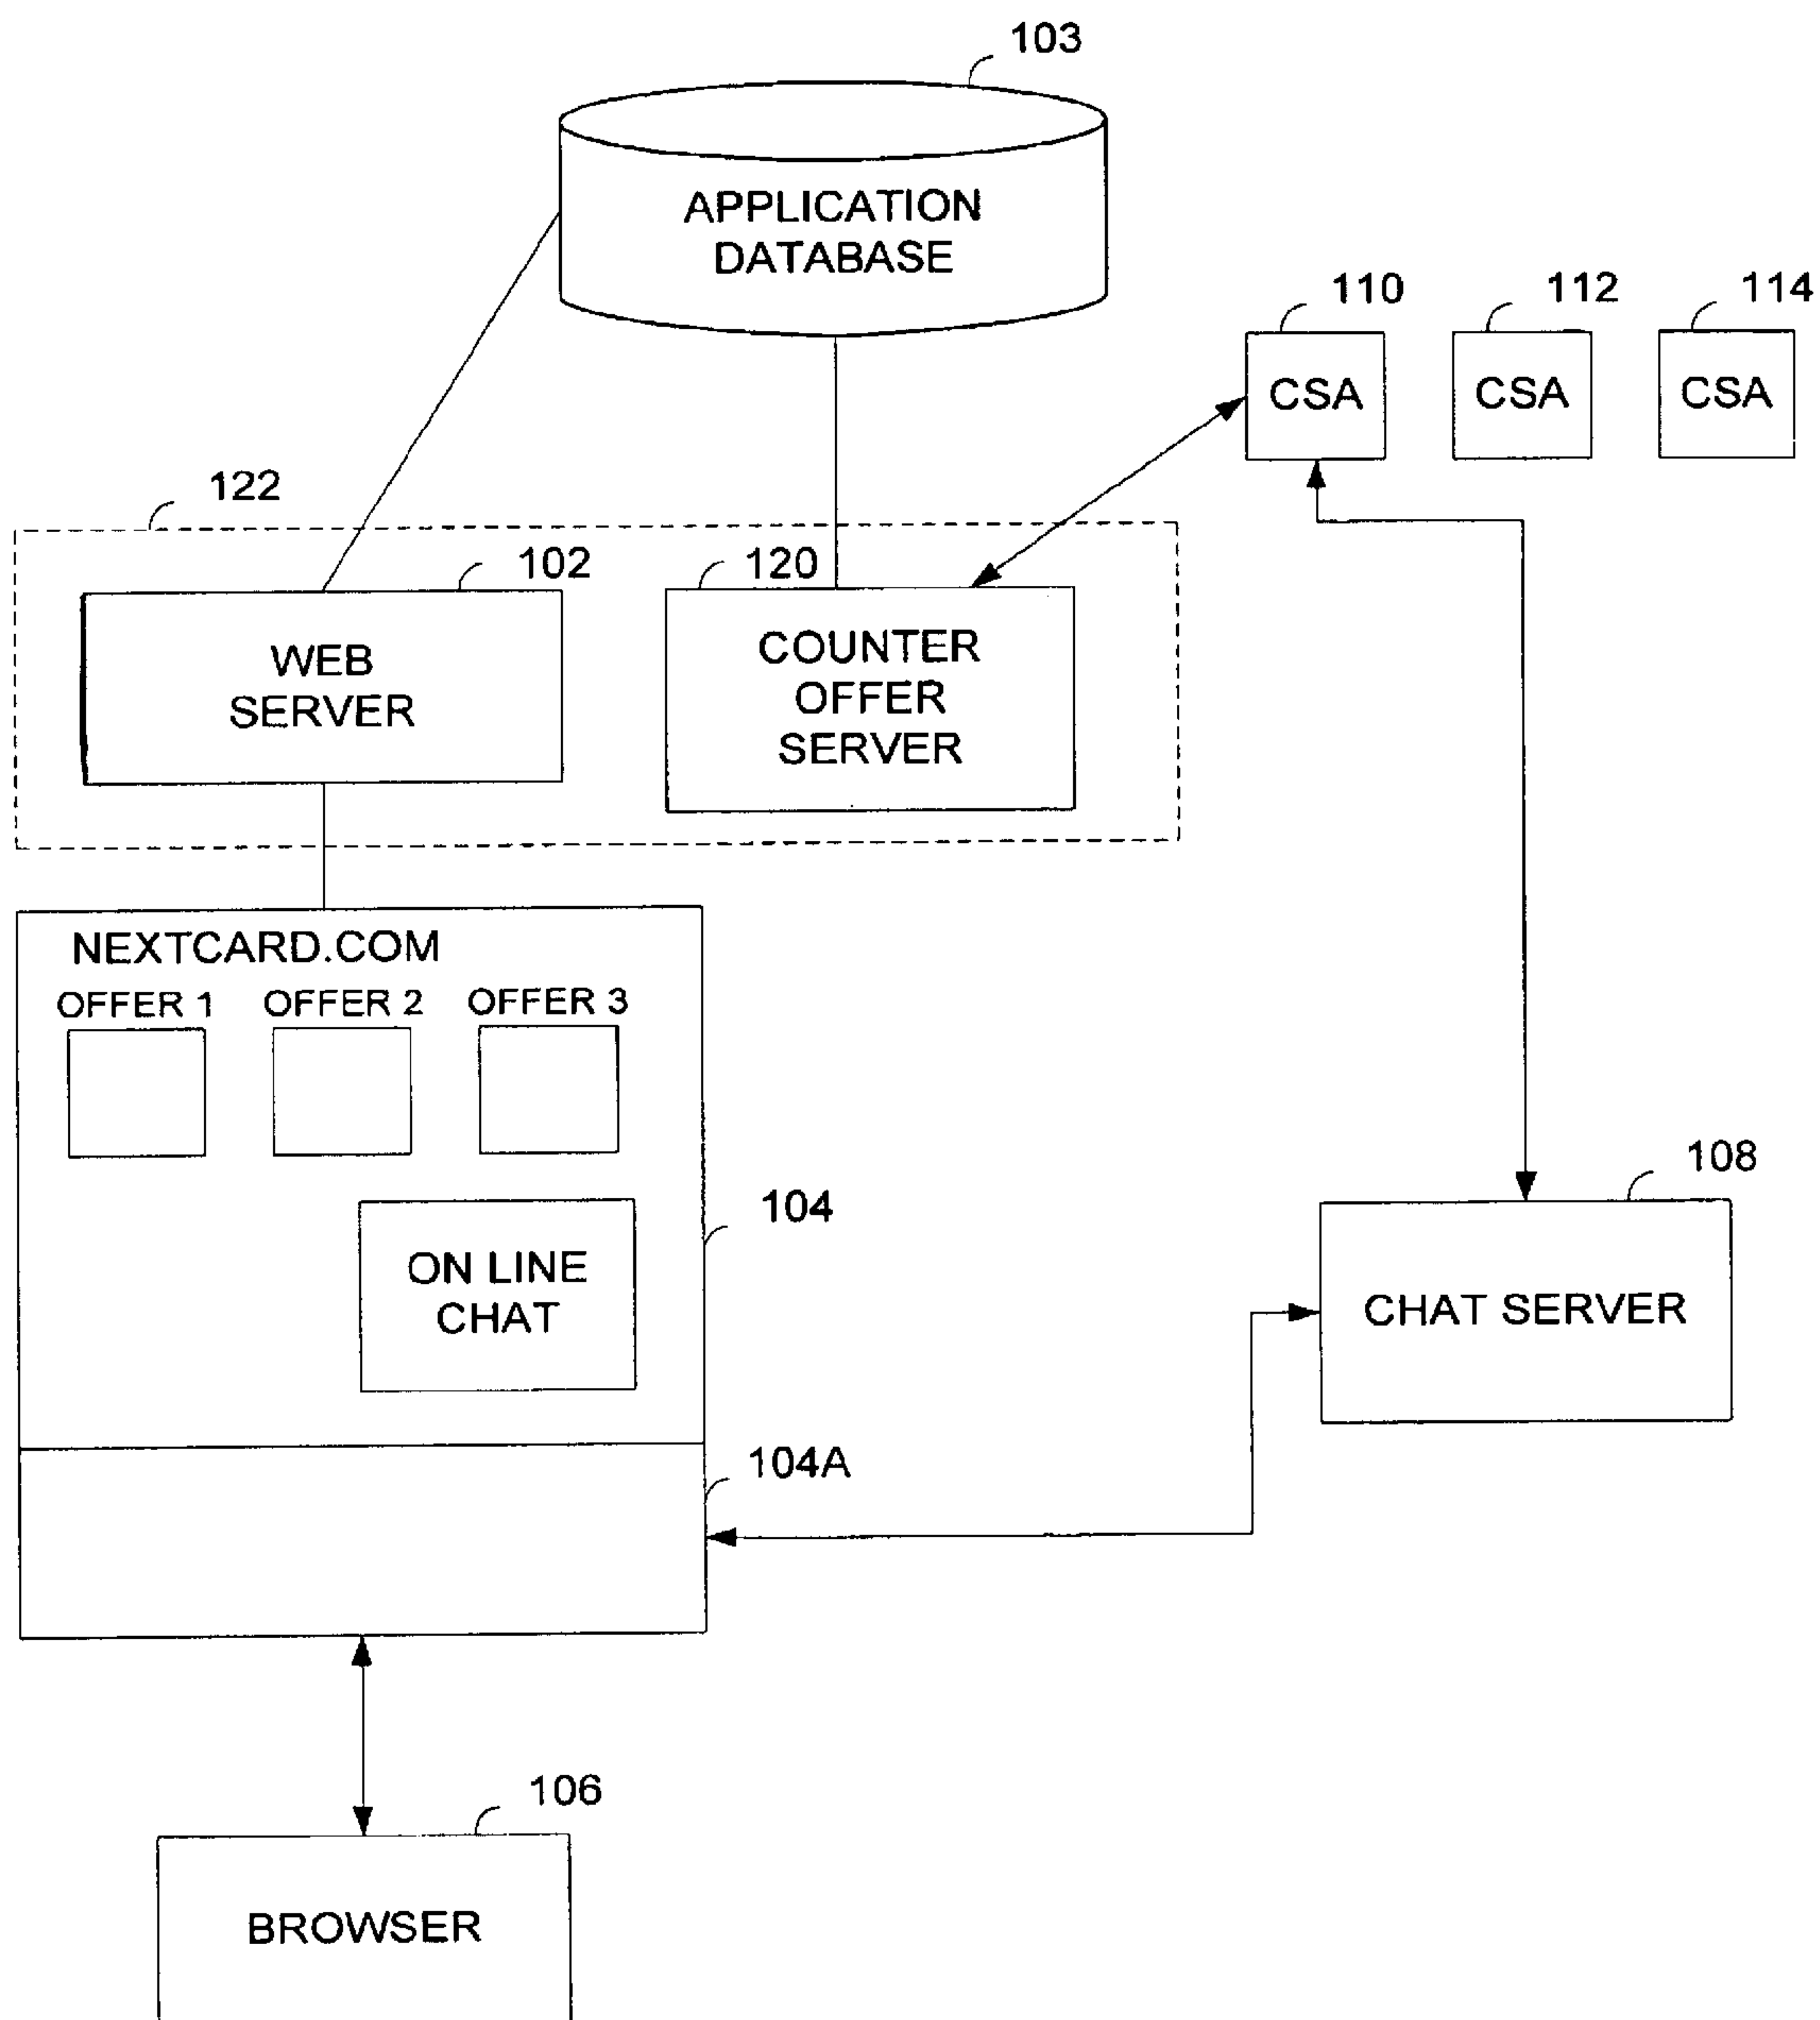 103
APPLICATION
DATABASE
110
112
114
CSA
CSA
CSA
122
102
120
WEB
SERVER
COUNTER
OFFER
SERVER
NEXTCARD.COM
OFFER 1
OFFER 2
OFFER 3
104
ON LINE
CHAT
108
CHAT SERVER
104A
106
BROWSER